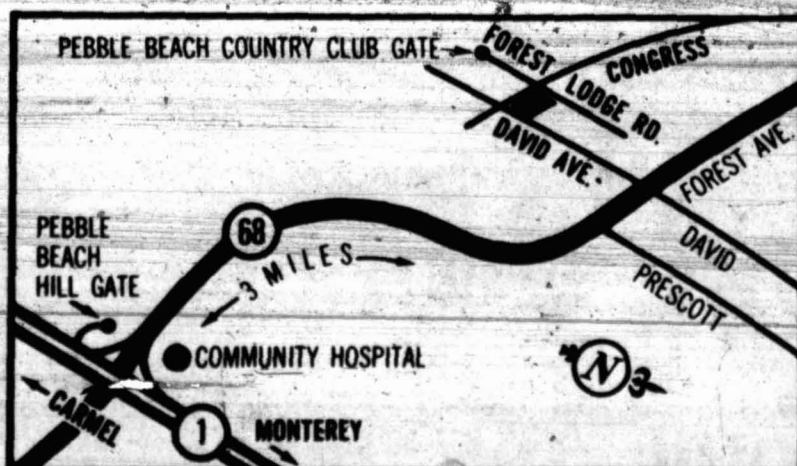 PEBBLE BEACH COUNTRY CLUB GATE
FOREST LODGE RD.
CONGRESS
DAVID AVE.
FOREST AVE.
DAVID
PRESCOTT
68
3 MILES
PEBBLE
BEACH
HILL GATE
COMMUNITY HOSPITAL
N
CARMEL
1
MONTEREY